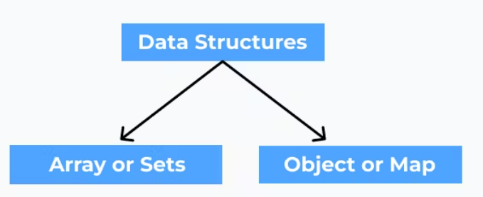 Data Structures
Array or Sets
Object or Map